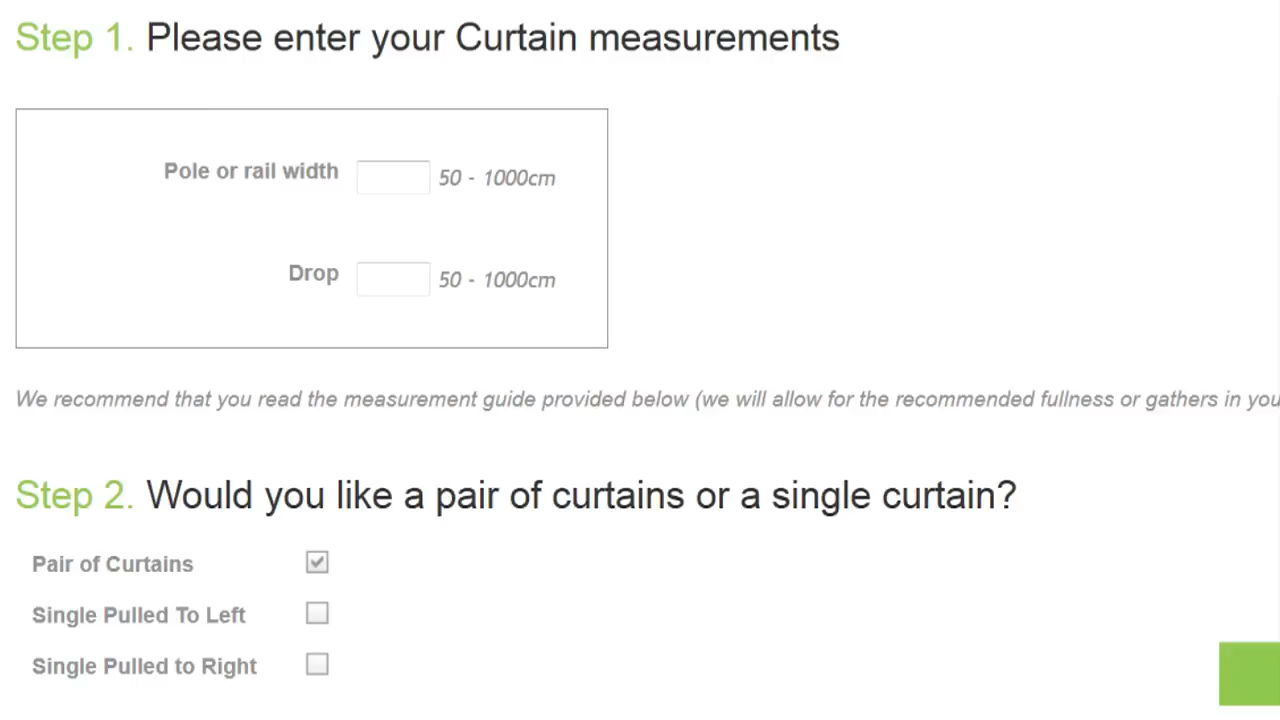 Step 1. Please enter your Curtain measurements
Pole or rail width 50 - 1000cm
Drop 50 - 1000cm
We recommend that you read the measurement guide provided below (we will allow for the recommended fullness or gathers in you
Step 2. Would you like a pair of curtains or a single curtain?
Pair of Curtains
Single Pulled To Left
Single Pulled to Right